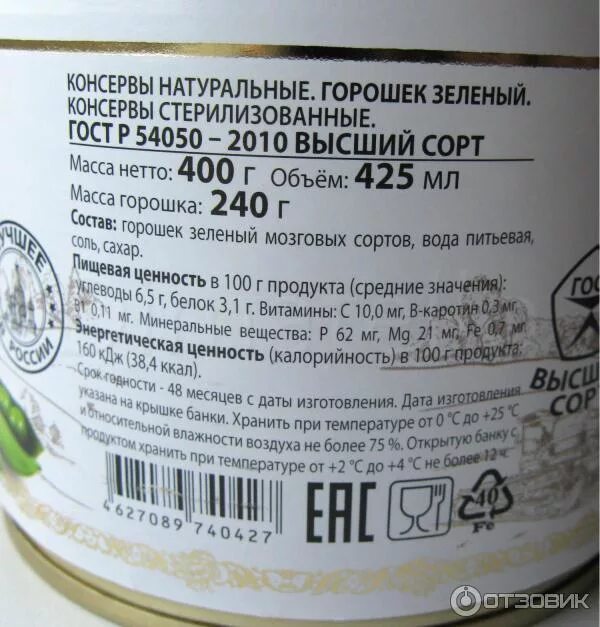 КОНСЕРВЫ НАТУРАЛЬНЫЕ. ГОРОШЕК ЗЕЛЕНЫЙ.
КОНСЕРВЫ СТЕРИЛИЗОВАННЫЕ.
ГОСТ Р 54050 – 2010 ВЫСШИЙ СОРТ
Масса нетто: 400 г Объём: 425 МЛ
Масса горошка: 240 г
Состав: горошек зеленый мозговых сортов, вода питьевая,
соль, сахар.
Пищевая ценность в 100 г продукта (средние значения):
углеводы 6,5 г, белок 3,1 г. Витамины: С 10,0 мг, В-каротин 0,3 мг,
В1 0,11 мг. Минеральные вещества: Р 62 мг, Mg 21 мг, Fe 0,7 мг.
Энергетическая ценность (калорийность) в 100 г продукта:
160 кДж (38,4 ккал).
Срок годности - 48 месяцев с даты изготовления. Дата изготовления
указана на крышке банки. Хранить при температуре от 0 °С до +25 °С
и относительной влажности воздуха не более 75 %. Открытую банку с
продуктом хранить при температуре от +2 °С до +4 °С не более 12 ч.
4627089 740427
EAC
40
Fe
УЧШЕЕ
РОССИИ
ГОС
ВЫСШ
СОР
ОТЗОВИК